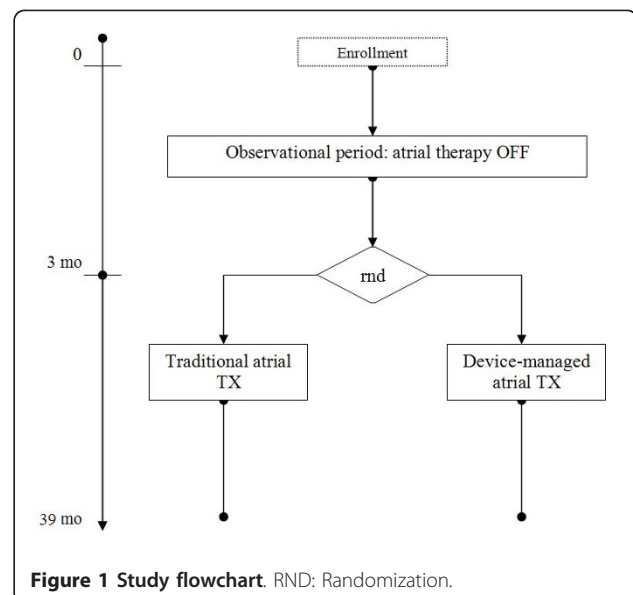 0
Enrollment
Observational period: atrial therapy OFF
3 mo
rnd
Traditional atrial
TX
Device-managed
atrial TX
39 mo
Figure 1 Study flowchart. RND: Randomization.